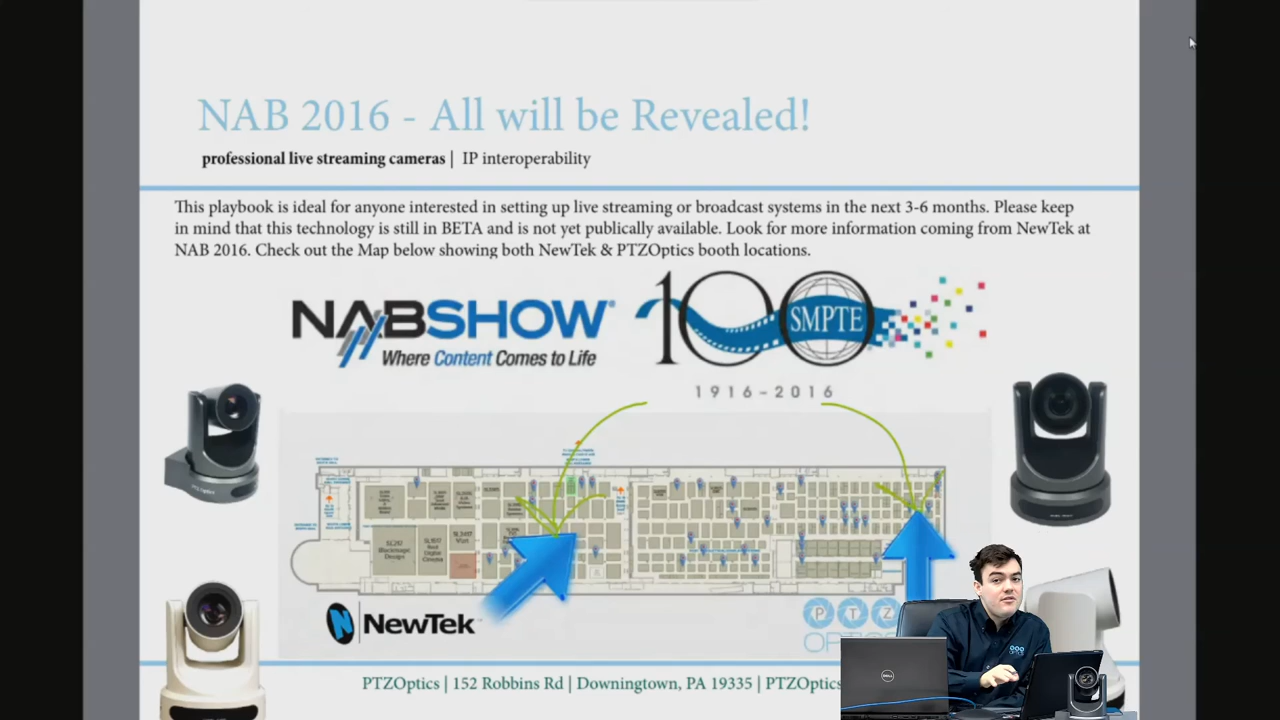 NAB 2016 - All will be Revealed!
professional live streaming cameras | IP interoperability
This playbook is ideal for anyone interested in setting up live streaming or broadcast systems in the next 3-6 months. Please keep
in mind that this technology is still in BETA and is not yet publically available. Look for more information coming from NewTek at
NAB 2016. Check out the Map below showing both NewTek & PTZOptics booth locations.
NABSHOW®
Where Content Comes to Life
100 SMPTE
1916-2016
NewTek
PTZ
PTZOptics | 152 Robbins Rd | Downingtown, PA 19335 | PTZOptics
DELL